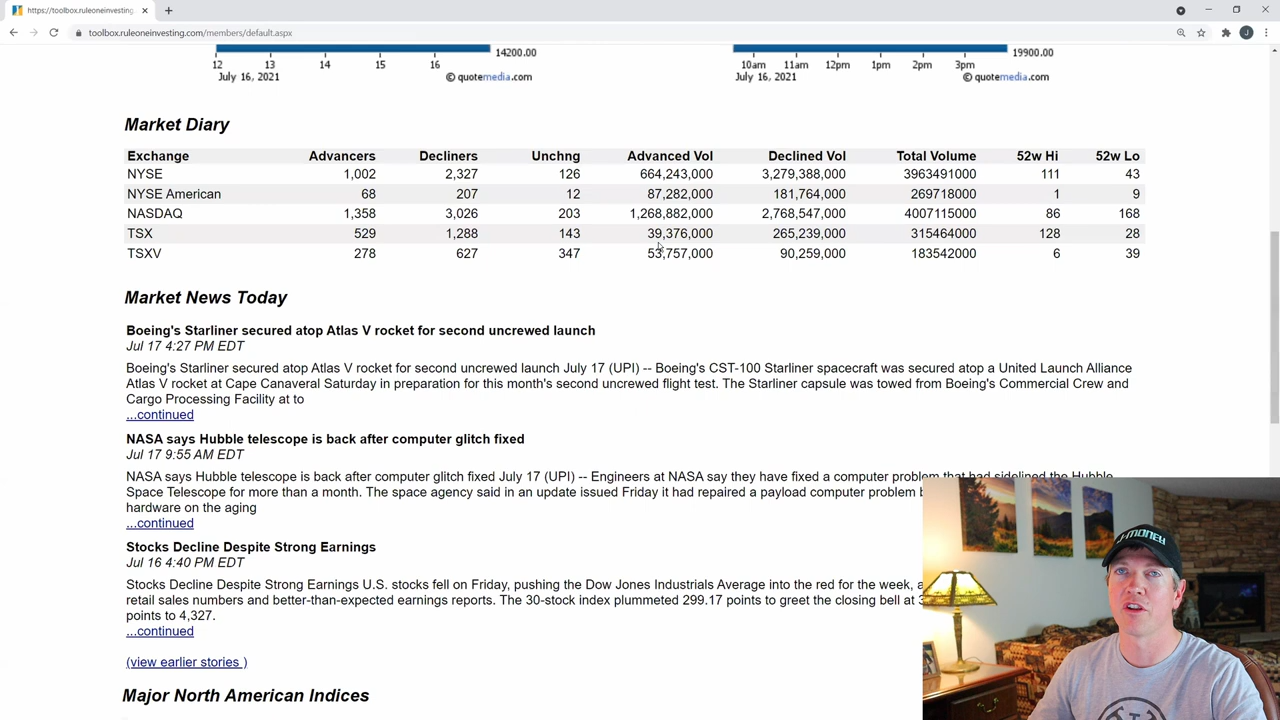 https://toolbox.ruleoneinvesting.
toolbox.ruleoneinvesting.com/members/default.aspx
J
14200.00 19900.00
12 13 14 15 16 10am 11am 12pm 1pm 2pm 3pm
July 16, 2021 © quotemedia.com July 16, 2021 © quotemedia.com
Market Diary
Exchange Advancers Decliners Unchng Advanced Vol Declined Vol Total Volume 52w Hi 52w Lo
NYSE 1,002 2,327 126 664,243,000 3,279,388,000 3963491000 111 43
NYSE American 68 207 12 87,282,000 181,764,000 269718000 1 9
NASDAQ 1,358 3,026 203 1,268,882,000 2,768,547,000 4007115000 86 168
TSX 529 1,288 143 39,376,000 265,239,000 315464000 128 28
TSXV 278 627 347 53,757,000 90,259,000 183542000 6 39
Market News Today
Boeing's Starliner secured atop Atlas V rocket for second uncrewed launch
Jul 17 4:27 PM EDT
Boeing's Starliner secured atop Atlas V rocket for second uncrewed launch July 17 (UPI) -- Boeing's CST-100 Starliner spacecraft was secured atop a United Launch Alliance
Atlas V rocket at Cape Canaveral Saturday in preparation for this month's second uncrewed flight test. The Starliner capsule was towed from Boeing's Commercial Crew and
Cargo Processing Facility at to
...continued
NASA says Hubble telescope is back after computer glitch fixed
Jul 17 9:55 AM EDT
NASA says Hubble telescope is back after computer glitch fixed July 17 (UPI) -- Engineers at NASA say they have fixed a computer problem that had sidelined the Hubble
Space Telescope for more than a month. The space agency said in an update issued Friday it had repaired a payload computer problem
hardware on the aging
...continued
Stocks Decline Despite Strong Earnings
Jul 16 4:40 PM EDT
Stocks Decline Despite Strong Earnings U.S. stocks fell on Friday, pushing the Dow Jones Industrials Average into the red for the week,
retail sales numbers and better-than-expected earnings reports. The 30-stock index plummeted 299.17 points to greet the closing bell at
points to 4,327.
...continued
(view earlier stories )
Major North American Indices
J-MONEY